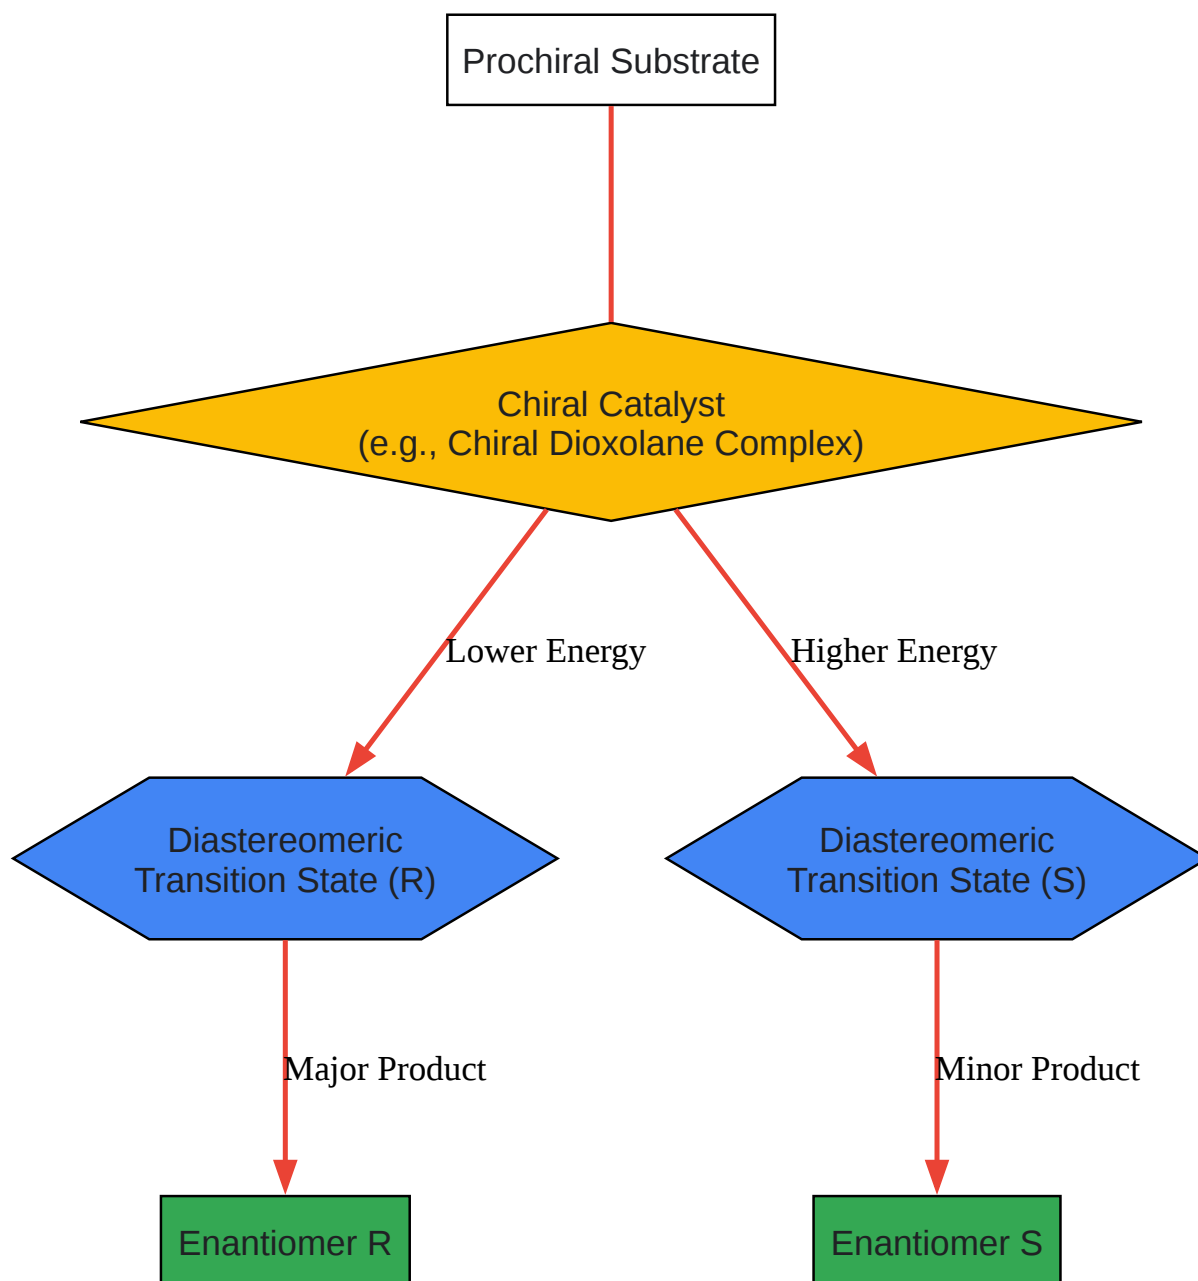 Prochiral Substrate
Chiral Catalyst
(e.g., Chiral Dioxolane Complex)
Lower Energy
Higher Energy
Diastereomeric
Transition State (R)
Diastereomeric
Transition State (S)
Major Product
Minor Product
Enantiomer R
Enantiomer S